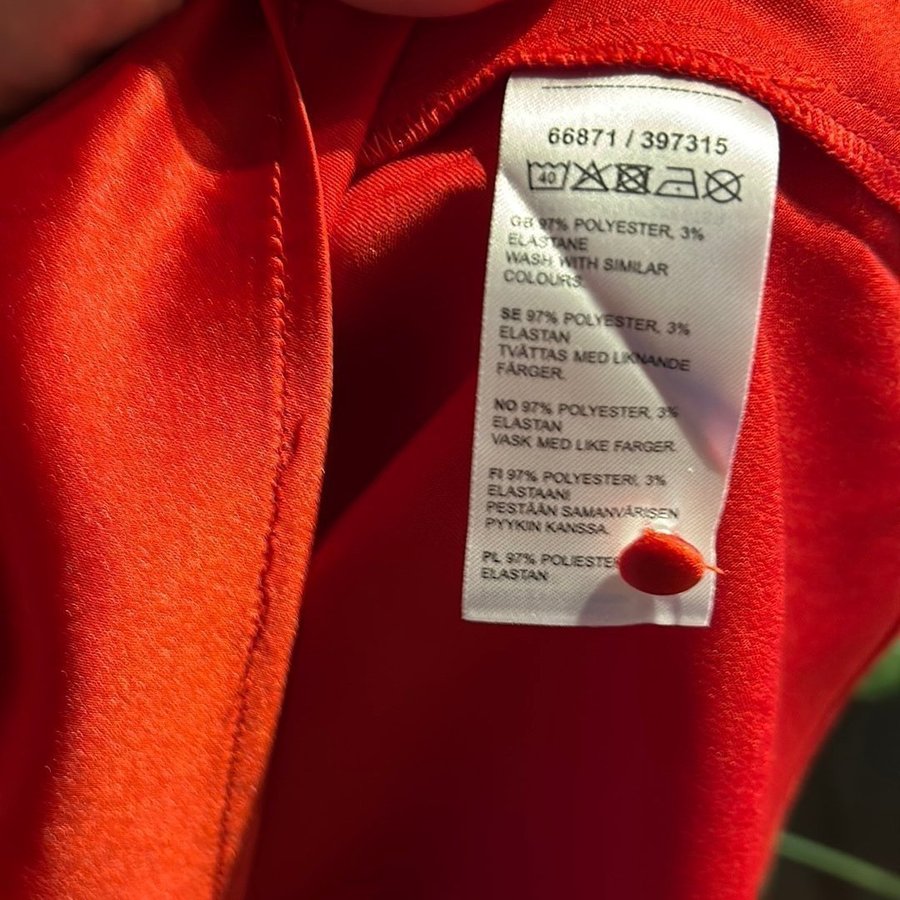 66871 / 397315
40
GB 97% POLYESTER, 3%
ELASTANE
WASH WITH SIMILAR
COLOURS.
SE 97% POLYESTER, 3%
ELASTAN
TVÄTTAS MED LIKNANDE
FÄRGER.
NO 97% POLYESTER, 3%
ELASTAN
VASK MED LIKE FARGER.
FI 97% POLYESTERI, 3%
ELASTAANI
PESTÄÄN SAMANVÄRISEN
PYYKIN KANSSA.
PL 97% POLIESTE
ELASTAN